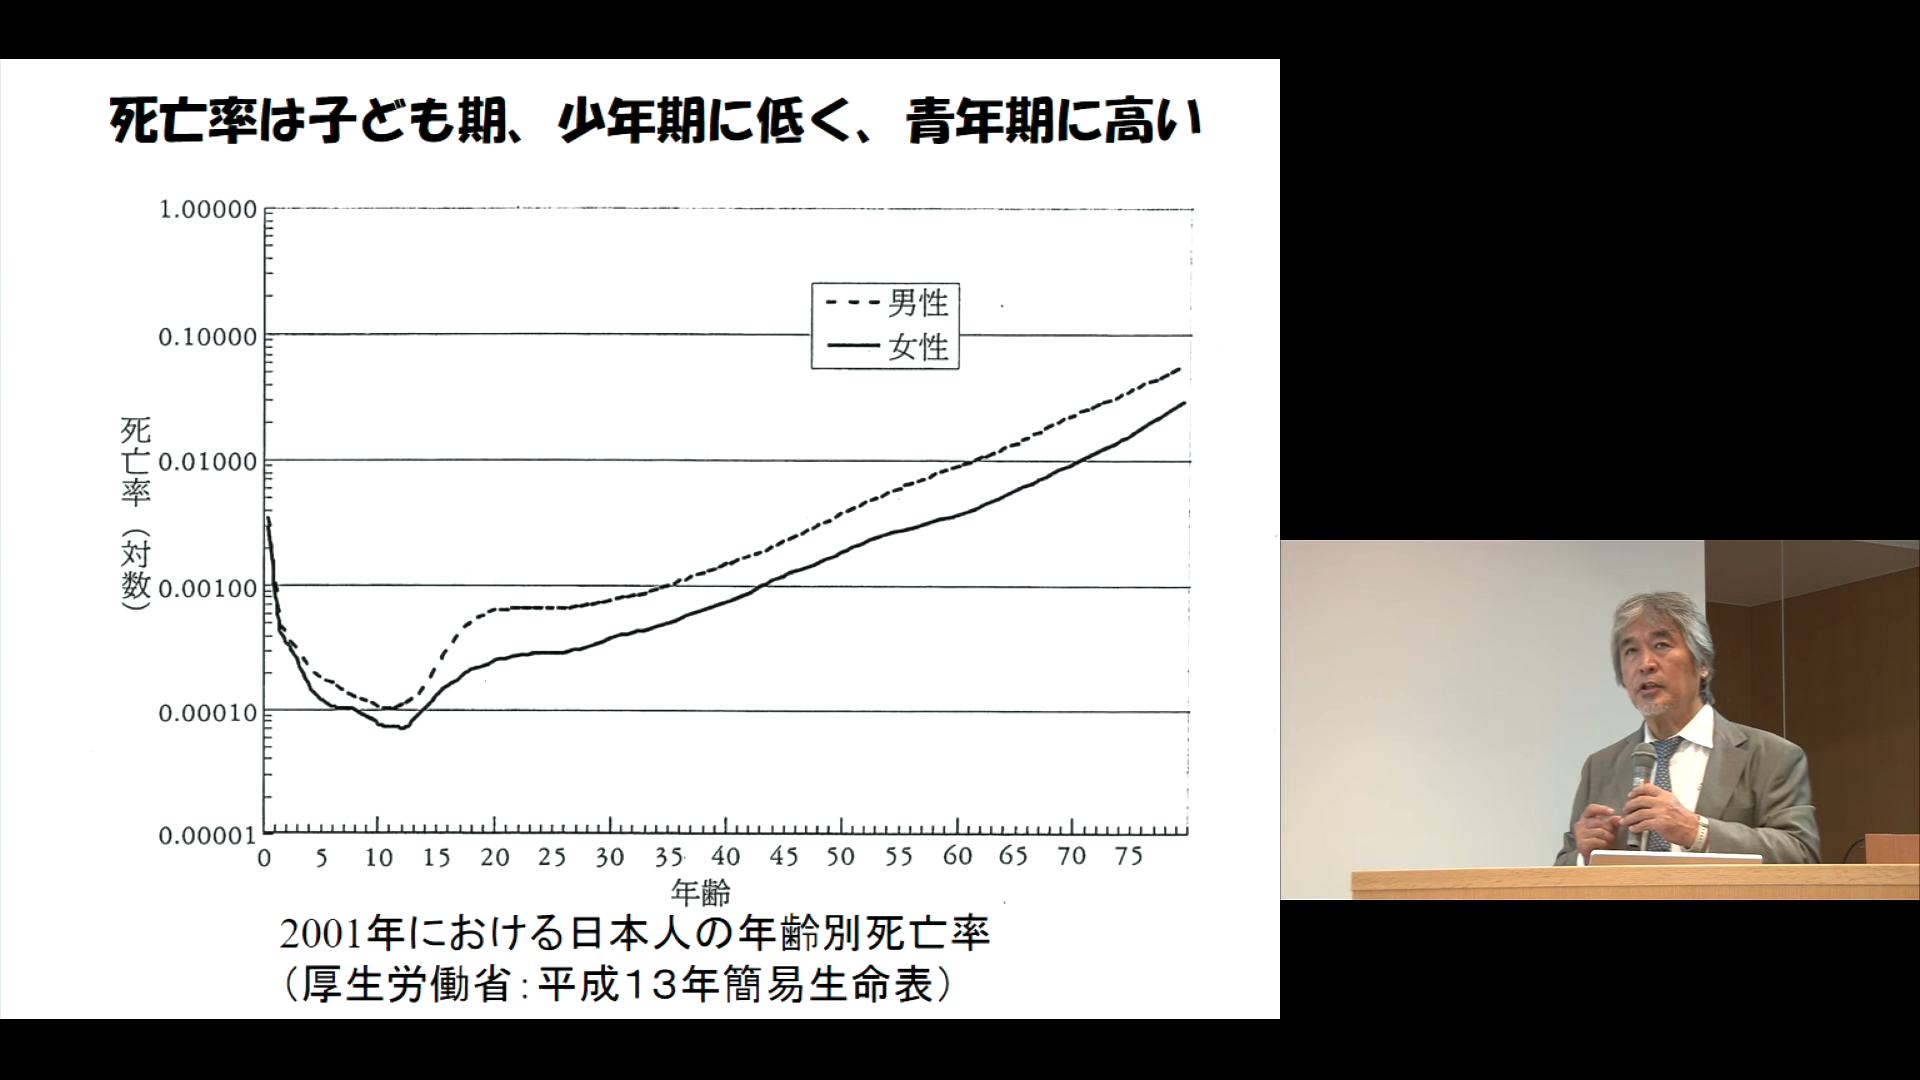 死亡率は子ども期、少年期に低く、青年期に高い
1.00000
0.10000
0.01000
0.00100
0.00010
0.00001
死亡率（対数）
男性
女性
0 5 10 15 20 25 30 35 40 45 50 55 60 65 70 75
年齢
2001年における日本人の年齢別死亡率
（厚生労働省：平成１３年簡易生命表）